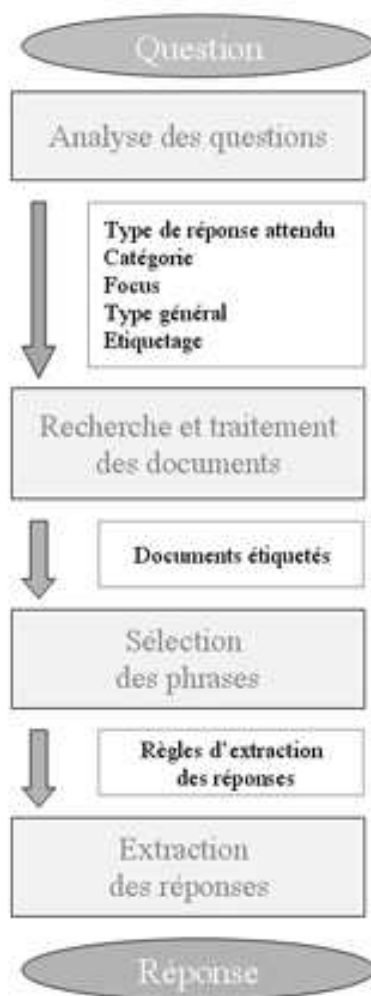 Question
Analyse des questions
Type de réponse attendu
Catégorie
Focus
Type général
Etiquetage
Recherche et traitement
des documents
Documents étiquetés
Sélection
des phrases
Règles d'extraction
des réponses
Extraction
des réponses
Réponse